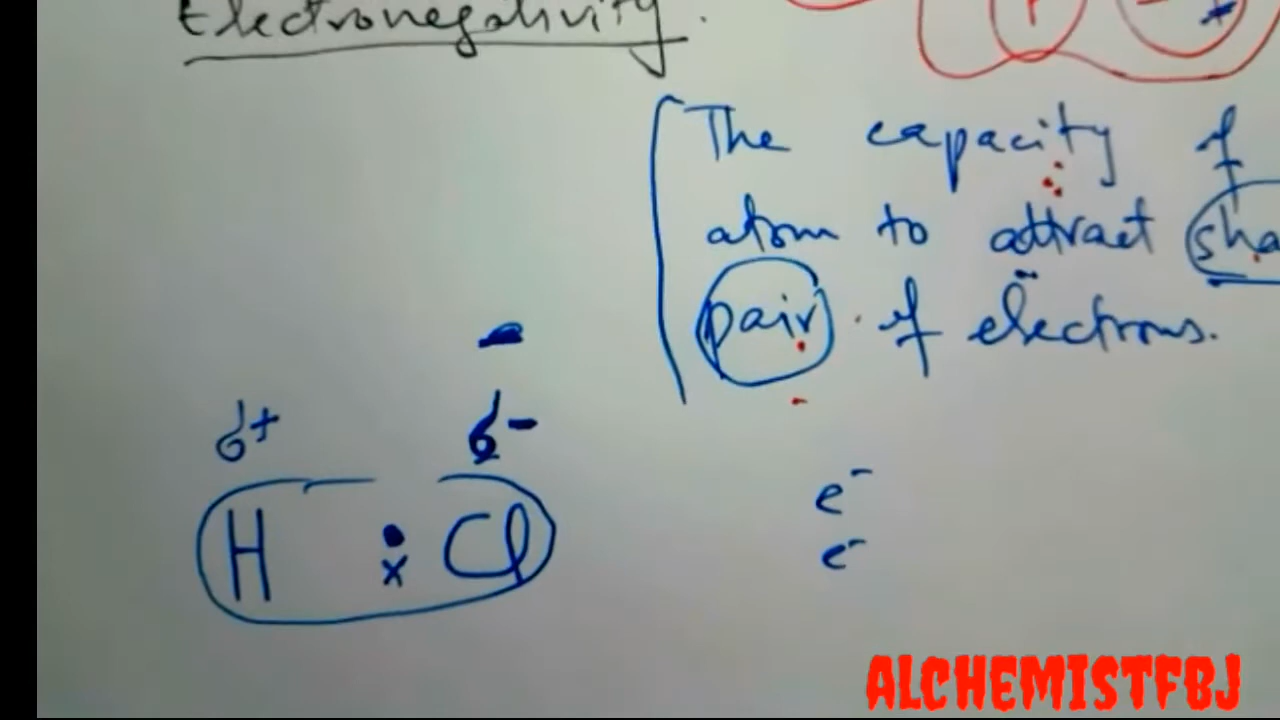 Electronegativity.
The capacity of
atom to attract sha
pair of electrons.
δ+ δ-
H Cl
e-
e-
ALCHEMISTFBJ